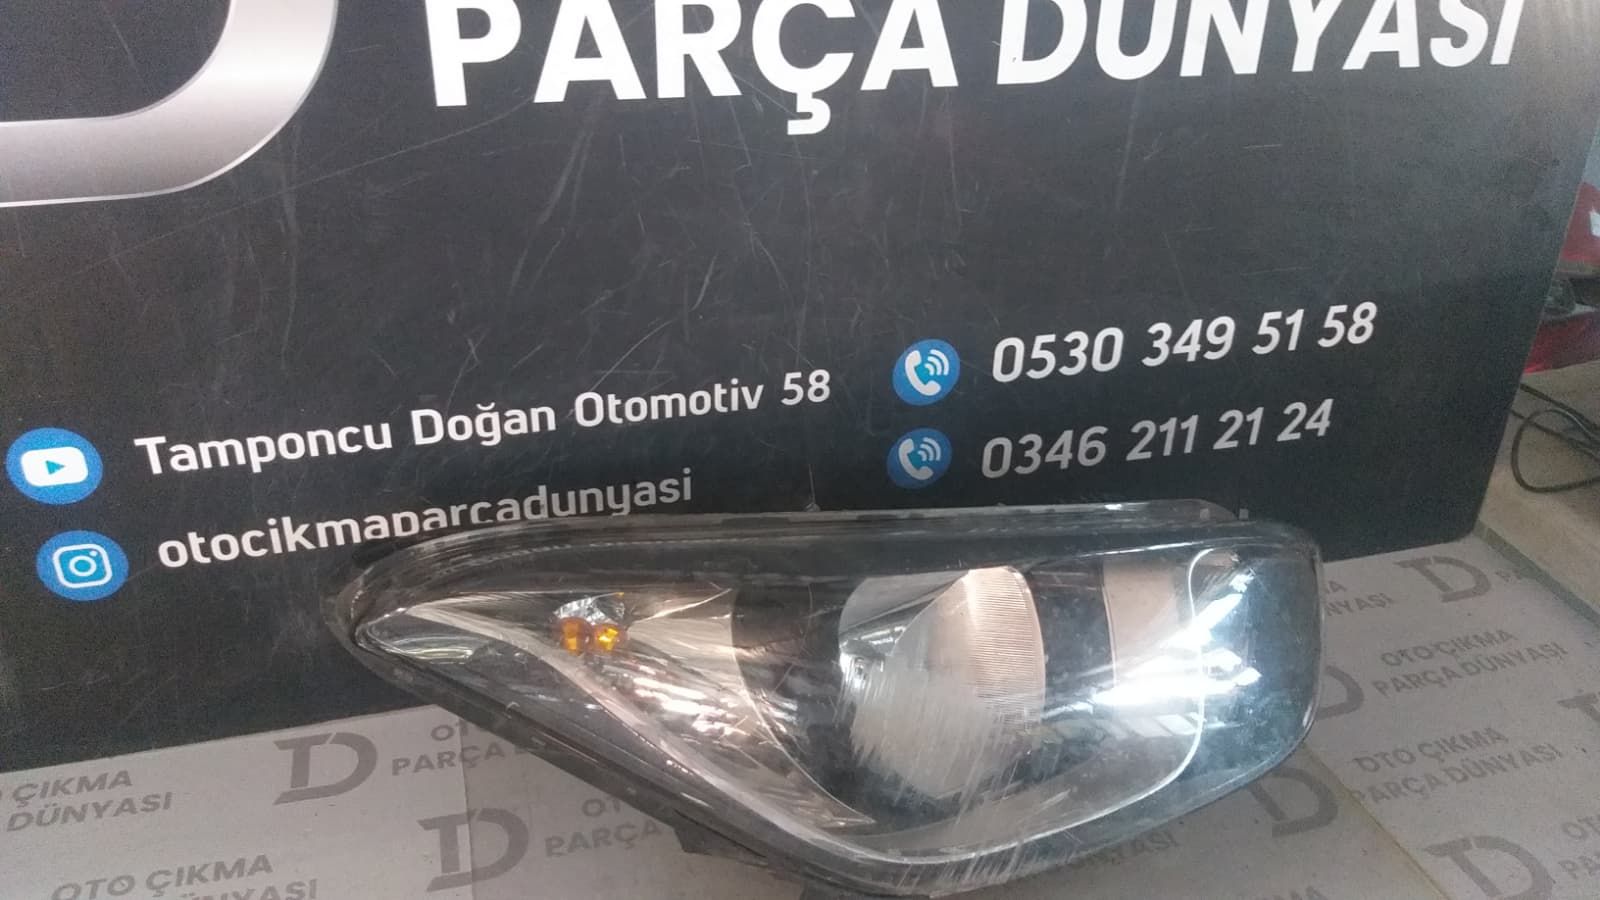 PARÇA DÜNYASI
Tamponcu Doğan Otomotiv 58
otocikmaparcadunyasi
0530 349 51 58
0346 211 21 24
ÇIKMA
DÜNYASI
PARÇA
OTO ÇIKMA
DÜNYASI
PARÇA
OTO ÇIKMA
PARÇA DÜNYASI
OTO ÇIKMA
PARÇA DÜNYASI